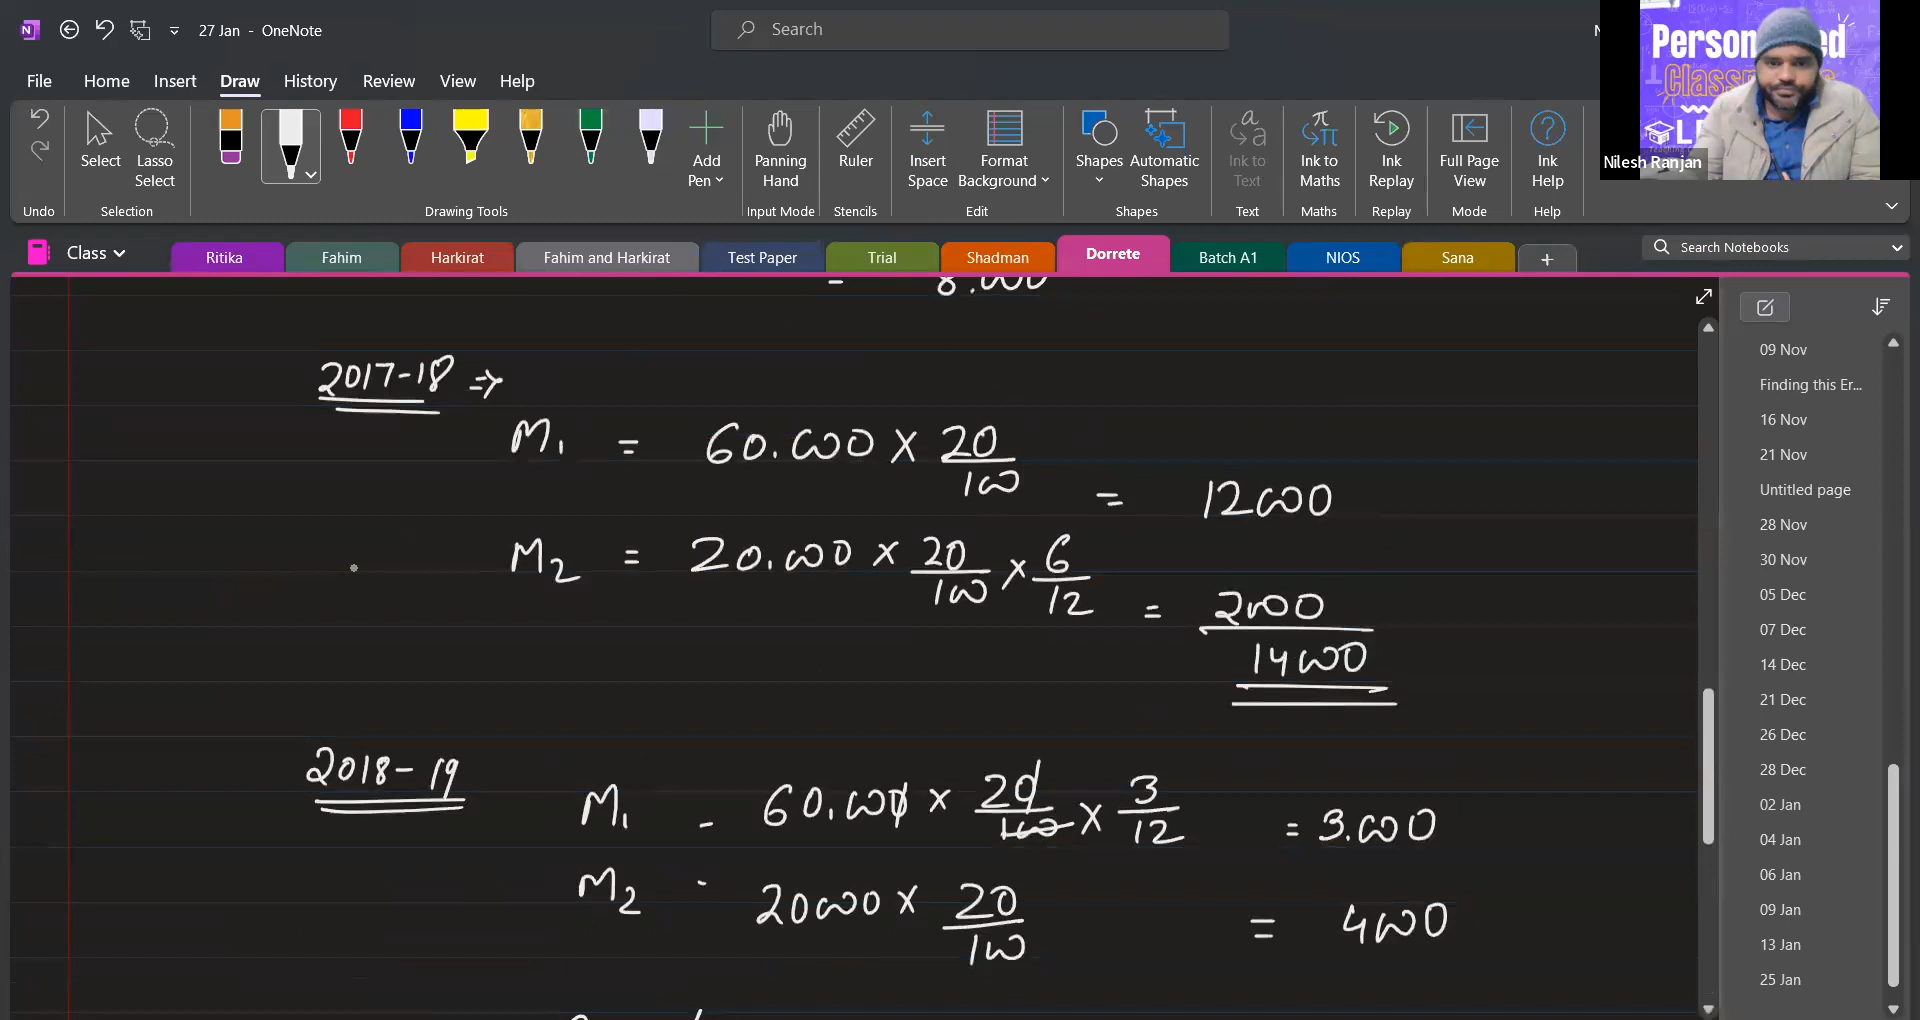 27 Jan - OneNote
Search
File Home Insert Draw History Review View Help
Select
Lasso Select
Add Pen
Panning Hand
Ruler
Insert Space
Format Background
Shapes
Automatic Shapes
Ink to Text
Ink to Maths
Ink Replay
Full Page View
Ink Help
Undo Selection Drawing Tools Input Mode Stencils Edit Shapes Text Maths Replay Mode Help
Nilesh Ranjan
Class
Ritika Fahim Harkirat Fahim and Harkirat Test Paper Trial Shadman Dorrete Batch A1 NIOS Sana +
Search Notebooks
= 8.000
2017-18 ⇒
M₁ = 60.000 × 20/100 = 12000
M₂ = 20.000 × 20/100 × 6/12 = 2000
14000
2018-19
M₁ - 60.000 × 20/100 × 3/12 = 3.000
M₂ - 20000 × 20/100 = 4000
09 Nov
Finding this Er...
16 Nov
21 Nov
Untitled page
28 Nov
30 Nov
05 Dec
07 Dec
14 Dec
21 Dec
26 Dec
28 Dec
02 Jan
04 Jan
06 Jan
09 Jan
13 Jan
25 Jan